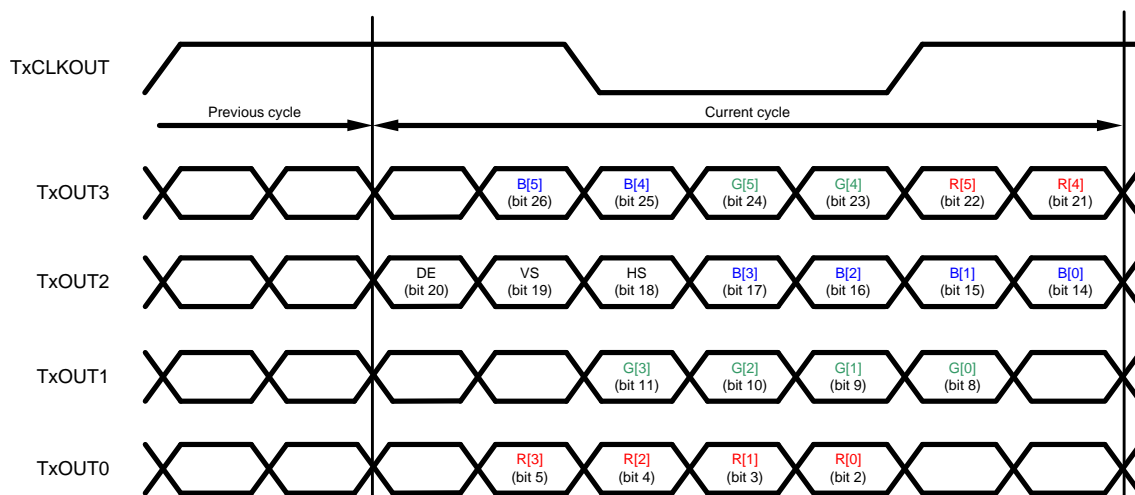 TxCLKOUT
Previous cycle
Current cycle
TxOUT3
B[5]
(bit 26)
B[4]
(bit 25)
G[5]
(bit 24)
G[4]
(bit 23)
R[5]
(bit 22)
R[4]
(bit 21)
TxOUT2
DE
(bit 20)
VS
(bit 19)
HS
(bit 18)
B[3]
(bit 17)
B[2]
(bit 16)
B[1]
(bit 15)
B[0]
(bit 14)
TxOUT1
G[3]
(bit 11)
G[2]
(bit 10)
G[1]
(bit 9)
G[0]
(bit 8)
TxOUT0
R[3]
(bit 5)
R[2]
(bit 4)
R[1]
(bit 3)
R[0]
(bit 2)